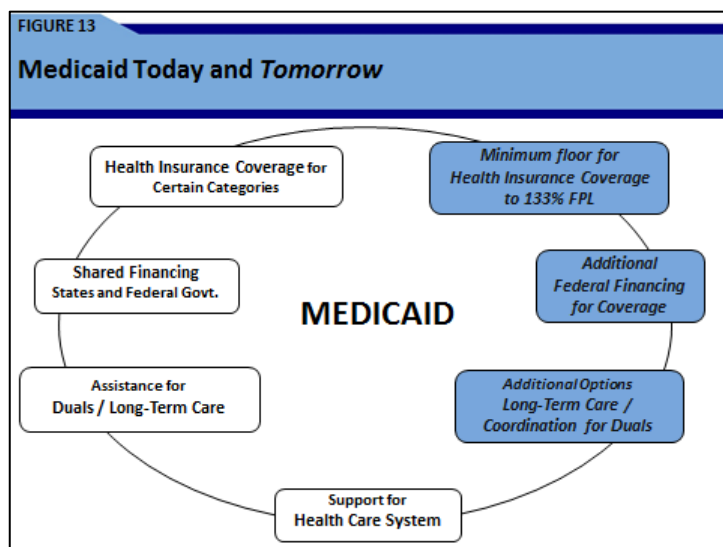 FIGURE 13
Medicaid Today and Tomorrow
Health Insurance Coverage for
Certain Categories
Minimum floor for
Health Insurance Coverage
to 133% FPL
Shared Financing
States and Federal Govt.
Additional
Federal Financing
for Coverage
MEDICAID
Assistance for
Duals / Long-Term Care
Additional Options
Long-Term Care /
Coordination for Duals
Support for
Health Care System